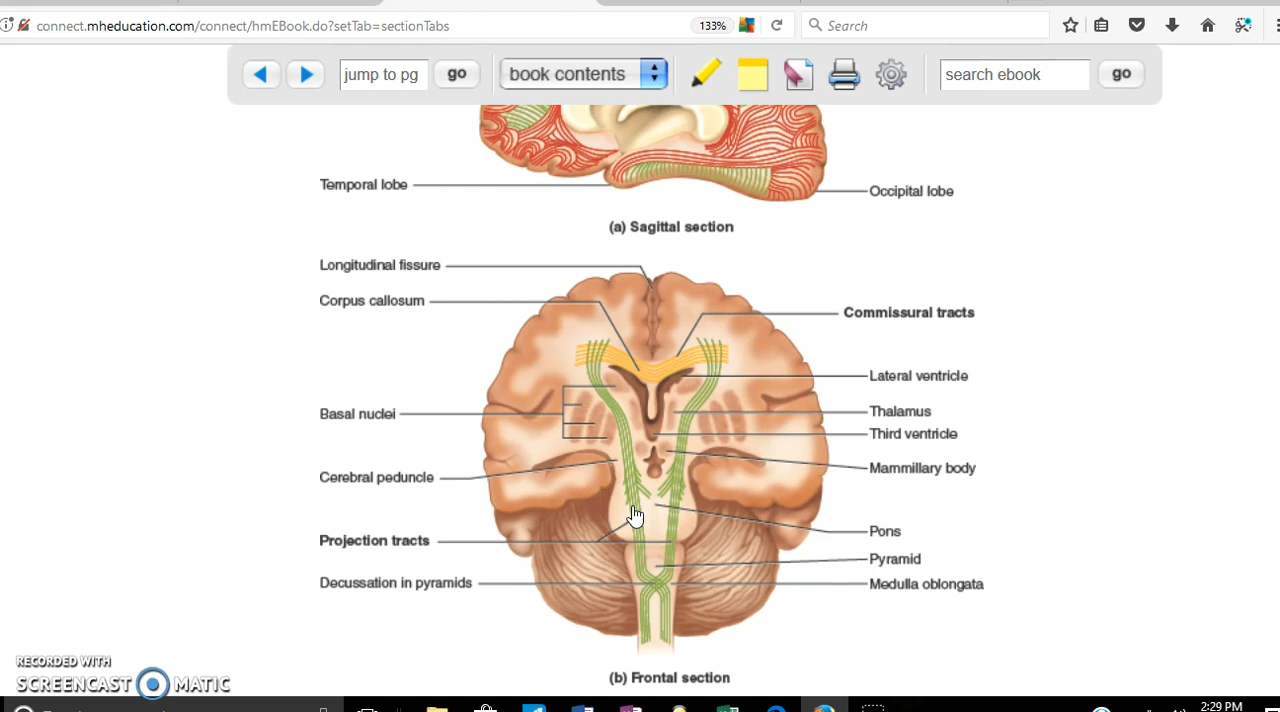 connect.mheducation.com/connect/hmEBook.do?setTab=sectionTabs
133%
Search
jump to pg
go
book contents
search ebook
go
Temporal lobe
Occipital lobe
(a) Sagittal section
Longitudinal fissure
Corpus callosum
Commissural tracts
Lateral ventricle
Basal nuclei
Thalamus
Third ventricle
Cerebral peduncle
Mammillary body
Projection tracts
Pons
Pyramid
Decussation in pyramids
Medulla oblongata
(b) Frontal section
RECORDED WITH
SCREENCAST MATIC
2:29 PM